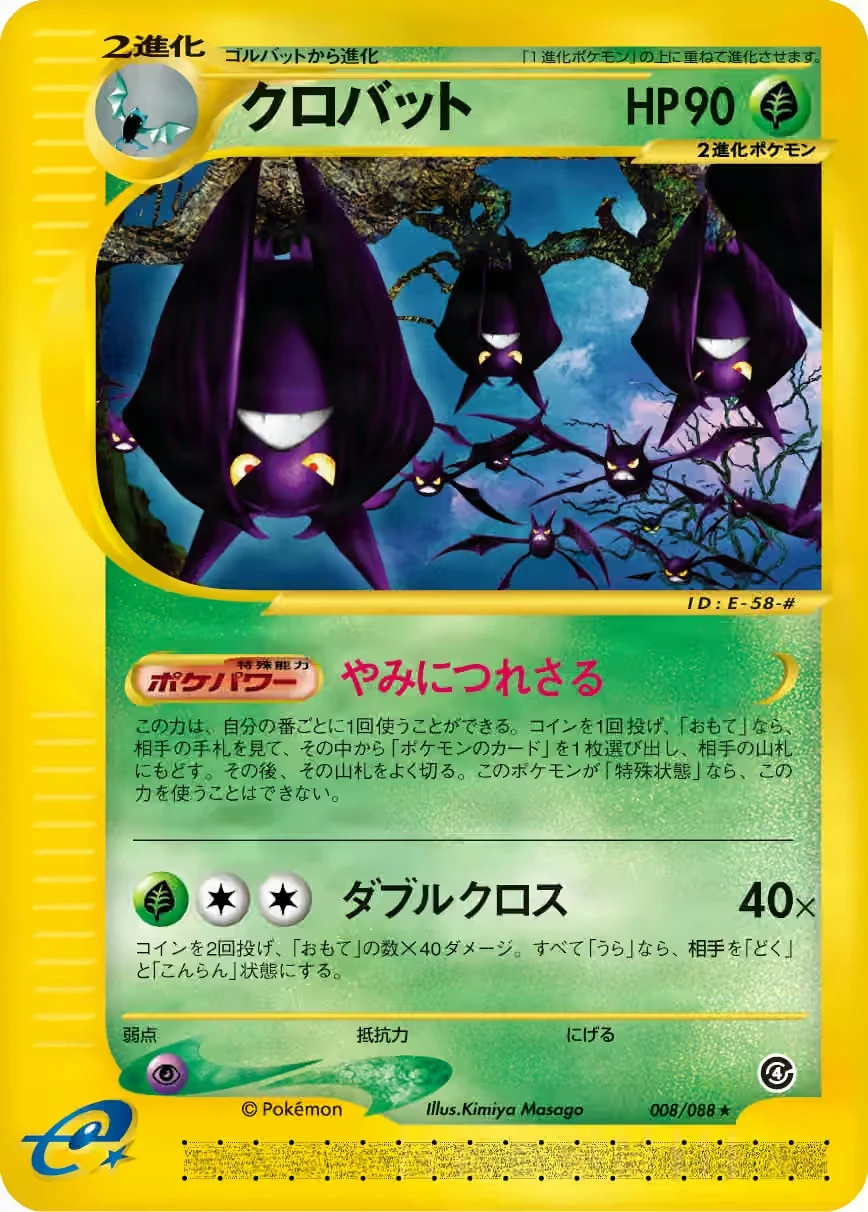 2進化
ゴルバットから進化
「1進化ポケモン」の上に重ねて進化させます。
クロバット
HP90
2進化ポケモン
ID:E-58-#
ポケパワー
特殊能力
やみにつれさる
この力は、自分の番ごとに1回使うことができる。コインを1回投げ、「おもて」なら、
相手の手札を見て、その中から「ポケモンのカード」を1枚選び出し、相手の山札
にもどす。その後、その山札をよく切る。このポケモンが「特殊状態」なら、この
力を使うことはできない。
ダブルクロス
40×
コインを2回投げ、「おもて」の数×40ダメージ。すべて「うら」なら、相手を「どく」
と「こんらん」状態にする。
弱点
抵抗力
にげる
4
© Pokémon
Illus.Kimiya Masago
008/088★
e